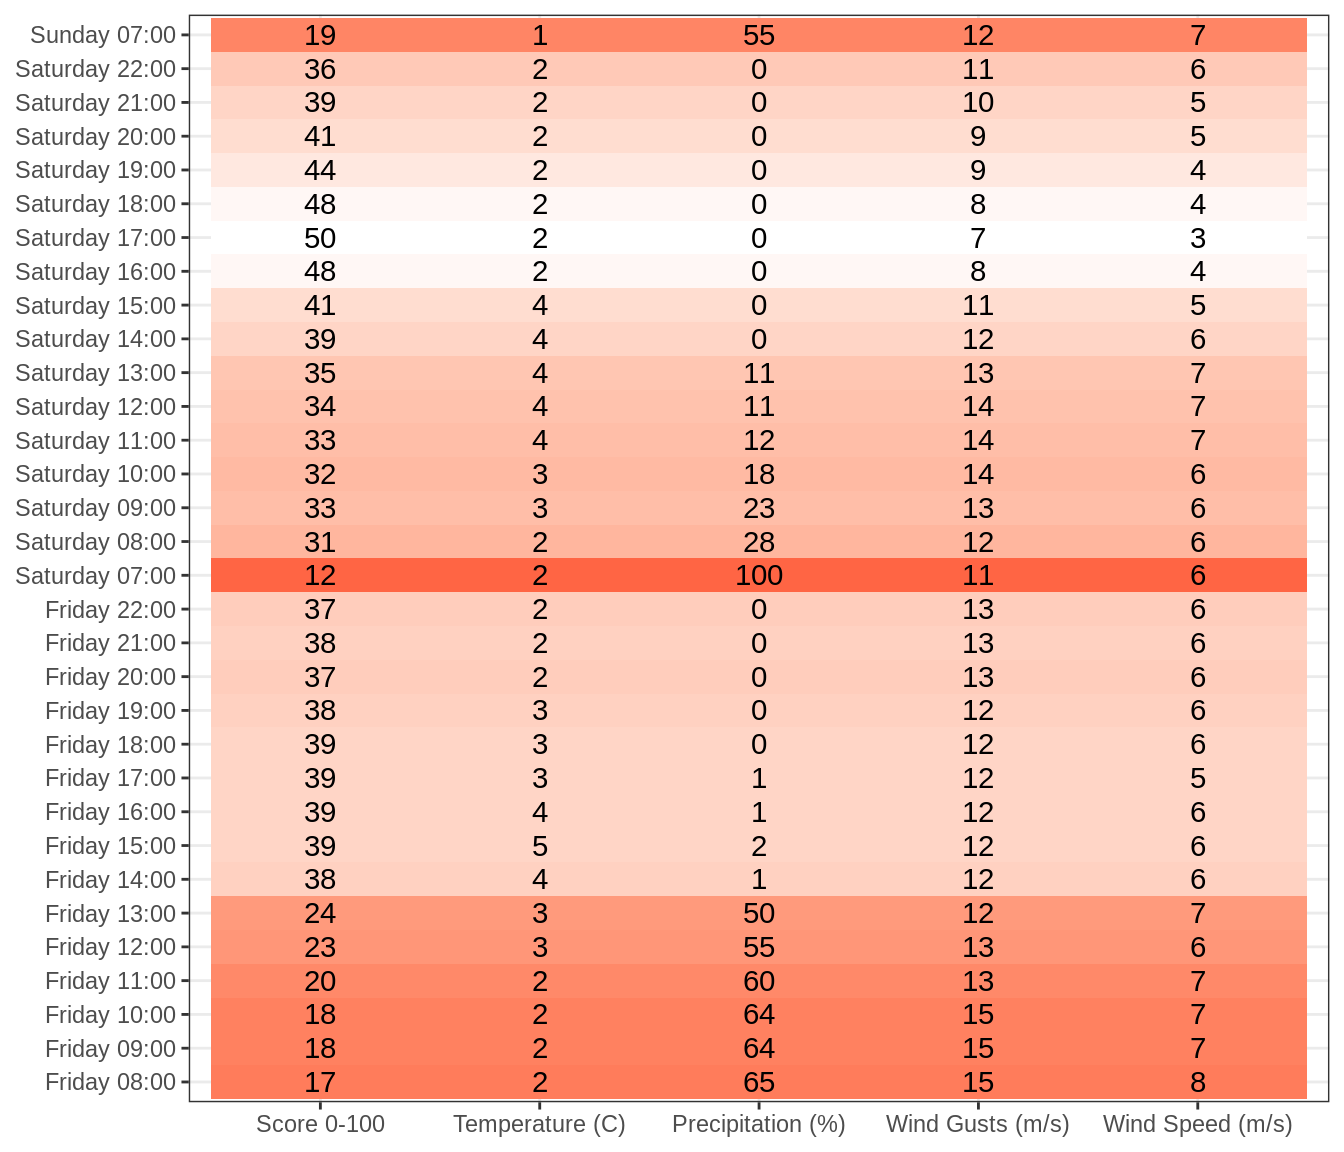 Sunday 07:00 19 1 55 12 7
Saturday 22:00 36 2 0 11 6
Saturday 21:00 39 2 0 10 5
Saturday 20:00 41 2 0 9 5
Saturday 19:00 44 2 0 9 4
Saturday 18:00 48 2 0 8 4
Saturday 17:00 50 2 0 7 3
Saturday 16:00 48 2 0 8 4
Saturday 15:00 41 4 0 11 5
Saturday 14:00 39 4 0 12 6
Saturday 13:00 35 4 11 13 7
Saturday 12:00 34 4 11 14 7
Saturday 11:00 33 4 12 14 7
Saturday 10:00 32 3 18 14 6
Saturday 09:00 33 3 23 13 6
Saturday 08:00 31 2 28 12 6
Saturday 07:00 12 2 100 11 6
Friday 22:00 37 2 0 13 6
Friday 21:00 38 2 0 13 6
Friday 20:00 37 2 0 13 6
Friday 19:00 38 3 0 12 6
Friday 18:00 39 3 0 12 6
Friday 17:00 39 3 1 12 5
Friday 16:00 39 4 1 12 6
Friday 15:00 39 5 2 12 6
Friday 14:00 38 4 1 12 6
Friday 13:00 24 3 50 12 7
Friday 12:00 23 3 55 13 6
Friday 11:00 20 2 60 13 7
Friday 10:00 18 2 64 15 7
Friday 09:00 18 2 64 15 7
Friday 08:00 17 2 65 15 8
Score 0-100 Temperature (C) Precipitation (%) Wind Gusts (m/s) Wind Speed (m/s)